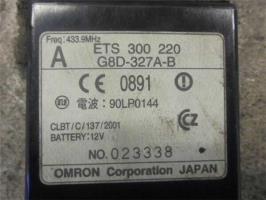 Freq: 433.9MHz
A ETS 300 220
G8D-327A-B
CE 0891
電波 : 90LP0144
CLBT/C/137/2001
BATTERY:12V
NO. 023338
OMRON Corporation JAPAN